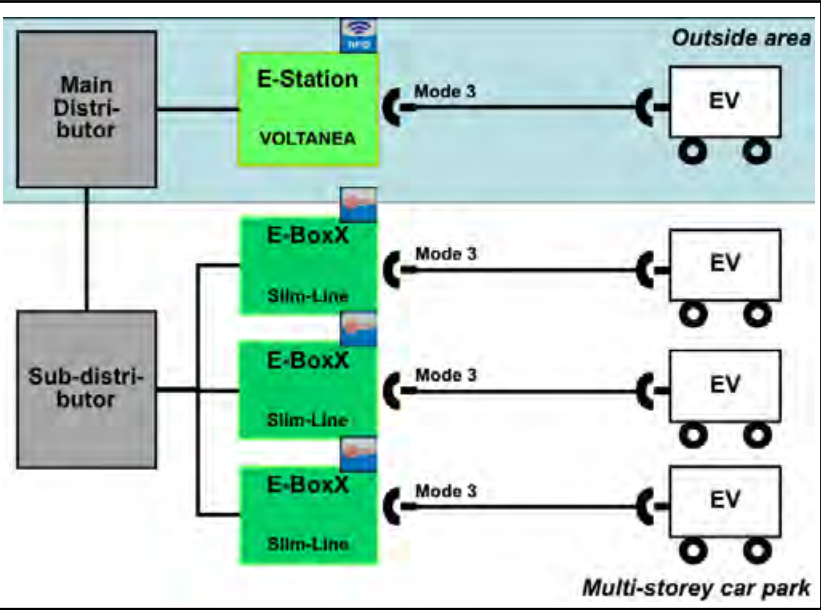 Outside area
Main
Distri-
butor
RFID
E-Station
VOLTANEA
Mode 3
EV
E-BoxX
Slim-Line
Mode 3
EV
Sub-distri-
butor
E-BoxX
Slim-Line
Mode 3
EV
E-BoxX
Slim-Line
Mode 3
EV
Multi-storey car park